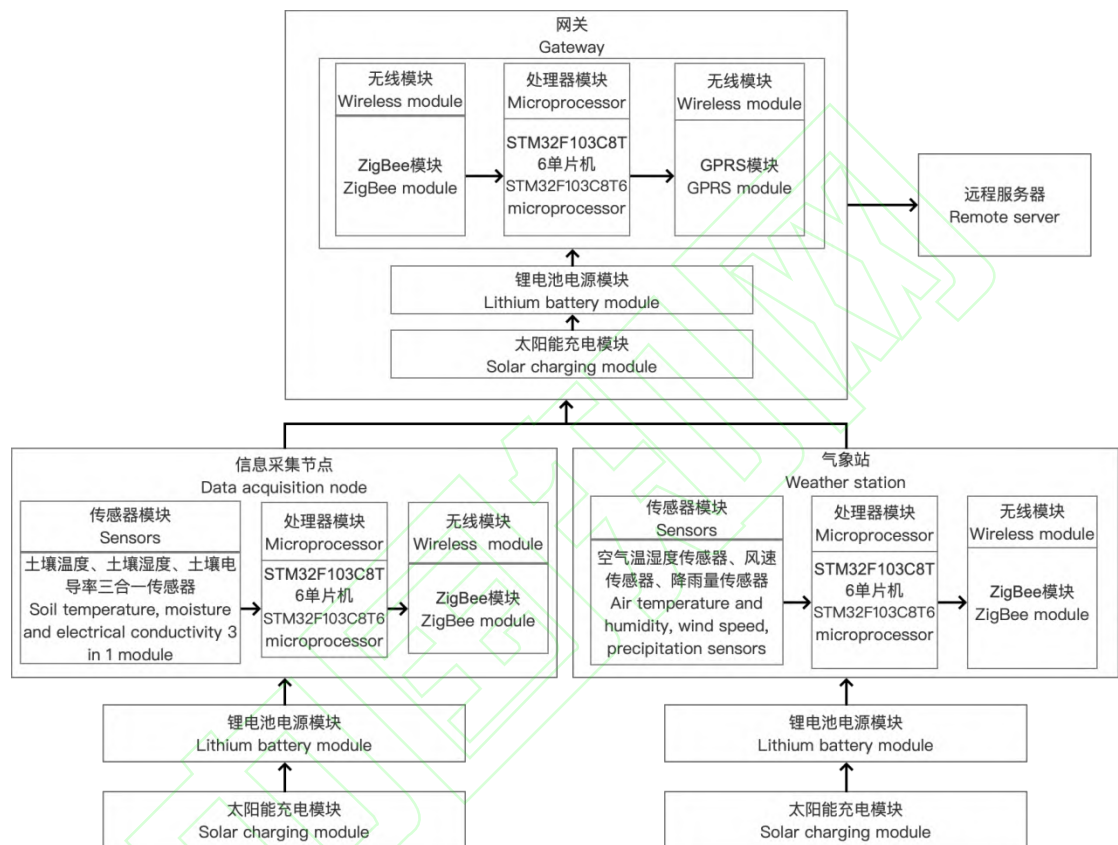 网关
Gateway
无线模块
Wireless module
ZigBee模块
ZigBee module
处理器模块
Microprocessor
STM32F103C8T
6单片机
STM32F103C8T6
microprocessor
无线模块
Wireless module
GPRS模块
GPRS module
远程服务器
Remote server
锂电池电源模块
Lithium battery module
太阳能充电模块
Solar charging module
信息采集节点
Data acquisition node
传感器模块
Sensors
土壤温度、土壤湿度、土壤电
导率三合一传感器
Soil temperature, moisture
and electrical conductivity 3
in 1 module
处理器模块
Microprocessor
STM32F103C8T
6单片机
STM32F103C8T6
microprocessor
无线模块
Wireless module
ZigBee模块
ZigBee module
锂电池电源模块
Lithium battery module
太阳能充电模块
Solar charging module
气象站
Weather station
传感器模块
Sensors
空气温湿度传感器、风速
传感器、降雨量传感器
Air temperature and
humidity, wind speed,
precipitation sensors
处理器模块
Microprocessor
STM32F103C8T
6单片机
STM32F103C8T6
microprocessor
无线模块
Wireless module
ZigBee模块
ZigBee module
锂电池电源模块
Lithium battery module
太阳能充电模块
Solar charging module